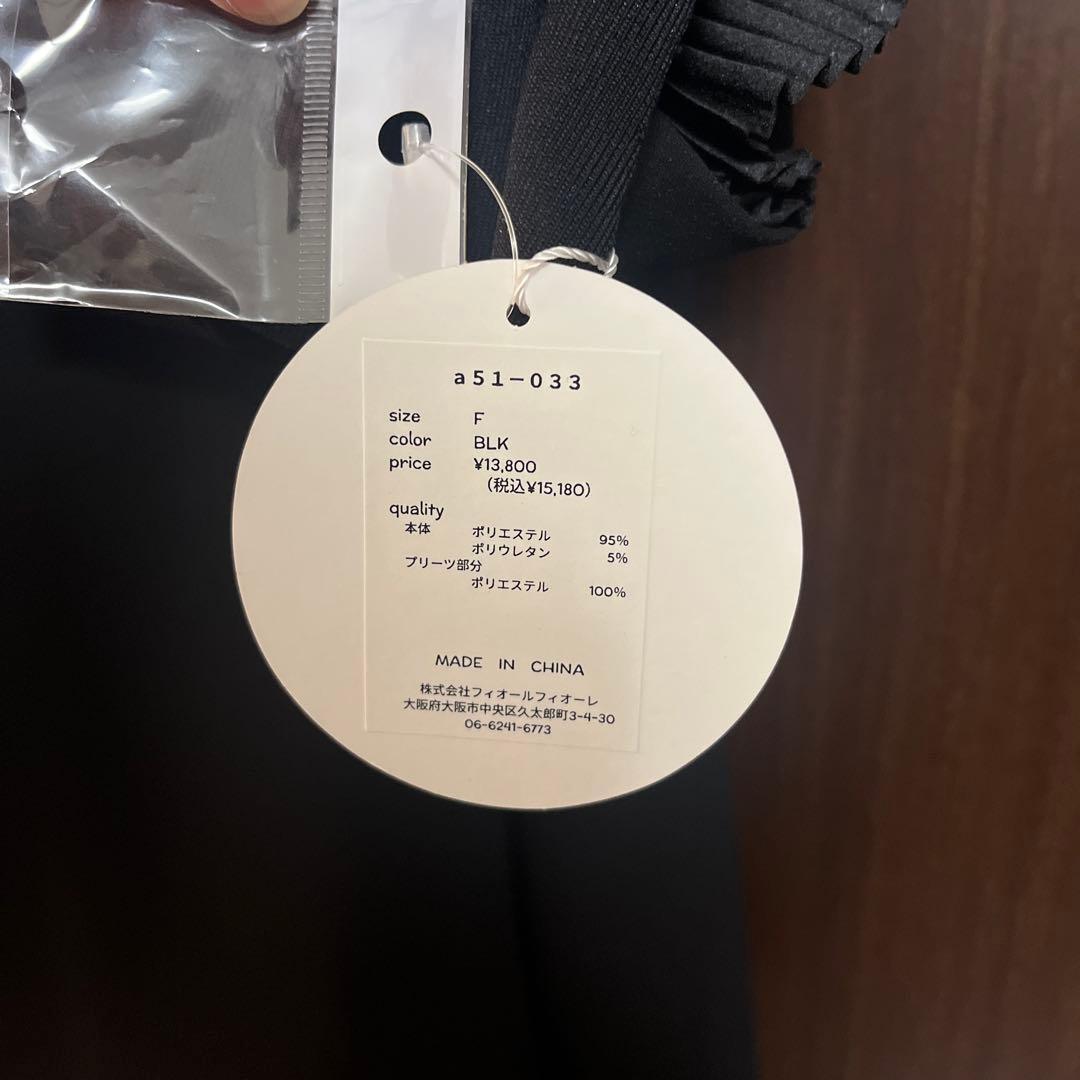 a51-033
size F
color BLK
price ¥13,800
(税込¥15,180)
quality
本体 ポリエステル 95%
ポリウレタン 5%
プリーツ部分
ポリエステル 100%
MADE IN CHINA
株式会社フィオールフィオーレ
大阪府大阪市中央区久太郎町3-4-30
06-6241-6773